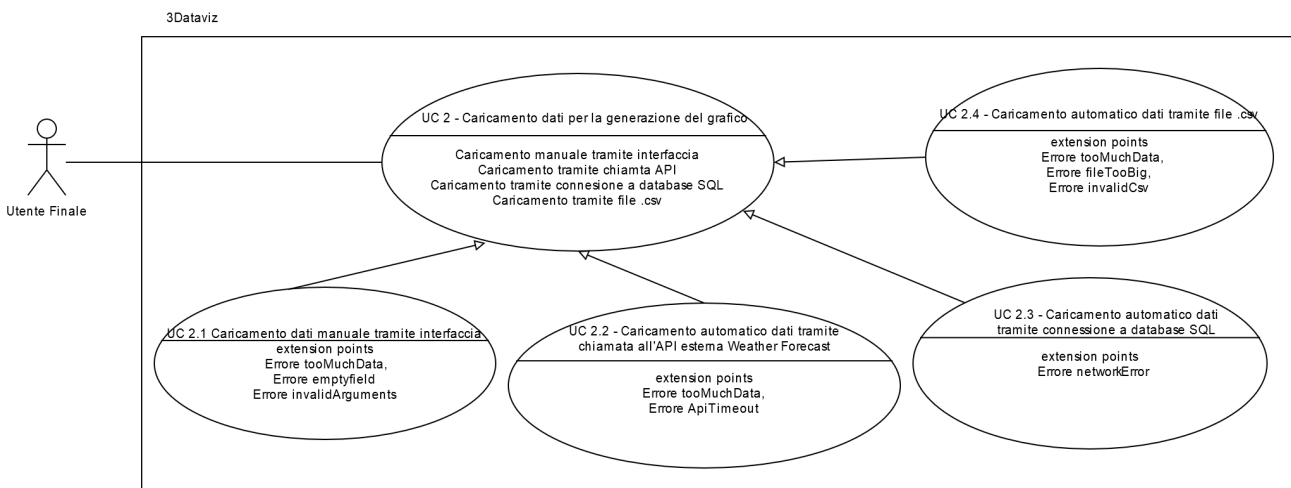 3Dataviz
Utente Finale
UC 2 - Caricamento dati per la generazione del grafico
Caricamento manuale tramite interfaccia
Caricamento tramite chiamta API
Caricamento tramite connesione a database SQL
Caricamento tramite file .csv
UC 2.4 - Caricamento automatico dati tramite file .csv
extension points
Errore tooMuchData,
Errore fileTooBig,
Errore invalidCsv
UC 2.1 Caricamento dati manuale tramite interfaccia
extension points
Errore tooMuchData,
Errore emptyfield
Errore invalidArguments
UC 2.2 - Caricamento automatico dati tramite
chiamata all'API esterna Weather Forecast
extension points
Errore tooMuchData,
Errore ApiTimeout
UC 2.3 - Caricamento automatico dati
tramite connessione a database SQL
extension points
Errore networkError